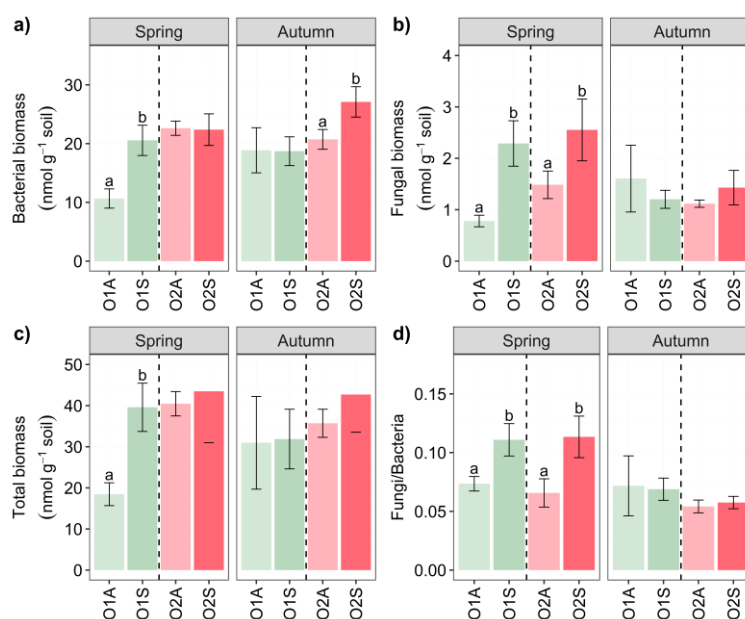 a)
Spring
Autumn
Bacterial biomass
(nmol g⁻¹ soil)
30
20
10
0
a
b
a
b
O1A
O1S
O2A
O2S
O1A
O1S
O2A
O2S
b)
Spring
Autumn
Fungal biomass
(nmol g⁻¹ soil)
4
3
2
1
0
a
b
a
b
O1A
O1S
O2A
O2S
O1A
O1S
O2A
O2S
c)
Spring
Autumn
Total biomass
(nmol g⁻¹ soil)
50
40
30
20
10
0
a
b
O1A
O1S
O2A
O2S
O1A
O1S
O2A
O2S
d)
Spring
Autumn
Fungi/Bacteria
0.15
0.10
0.05
0.00
a
b
a
b
O1A
O1S
O2A
O2S
O1A
O1S
O2A
O2S